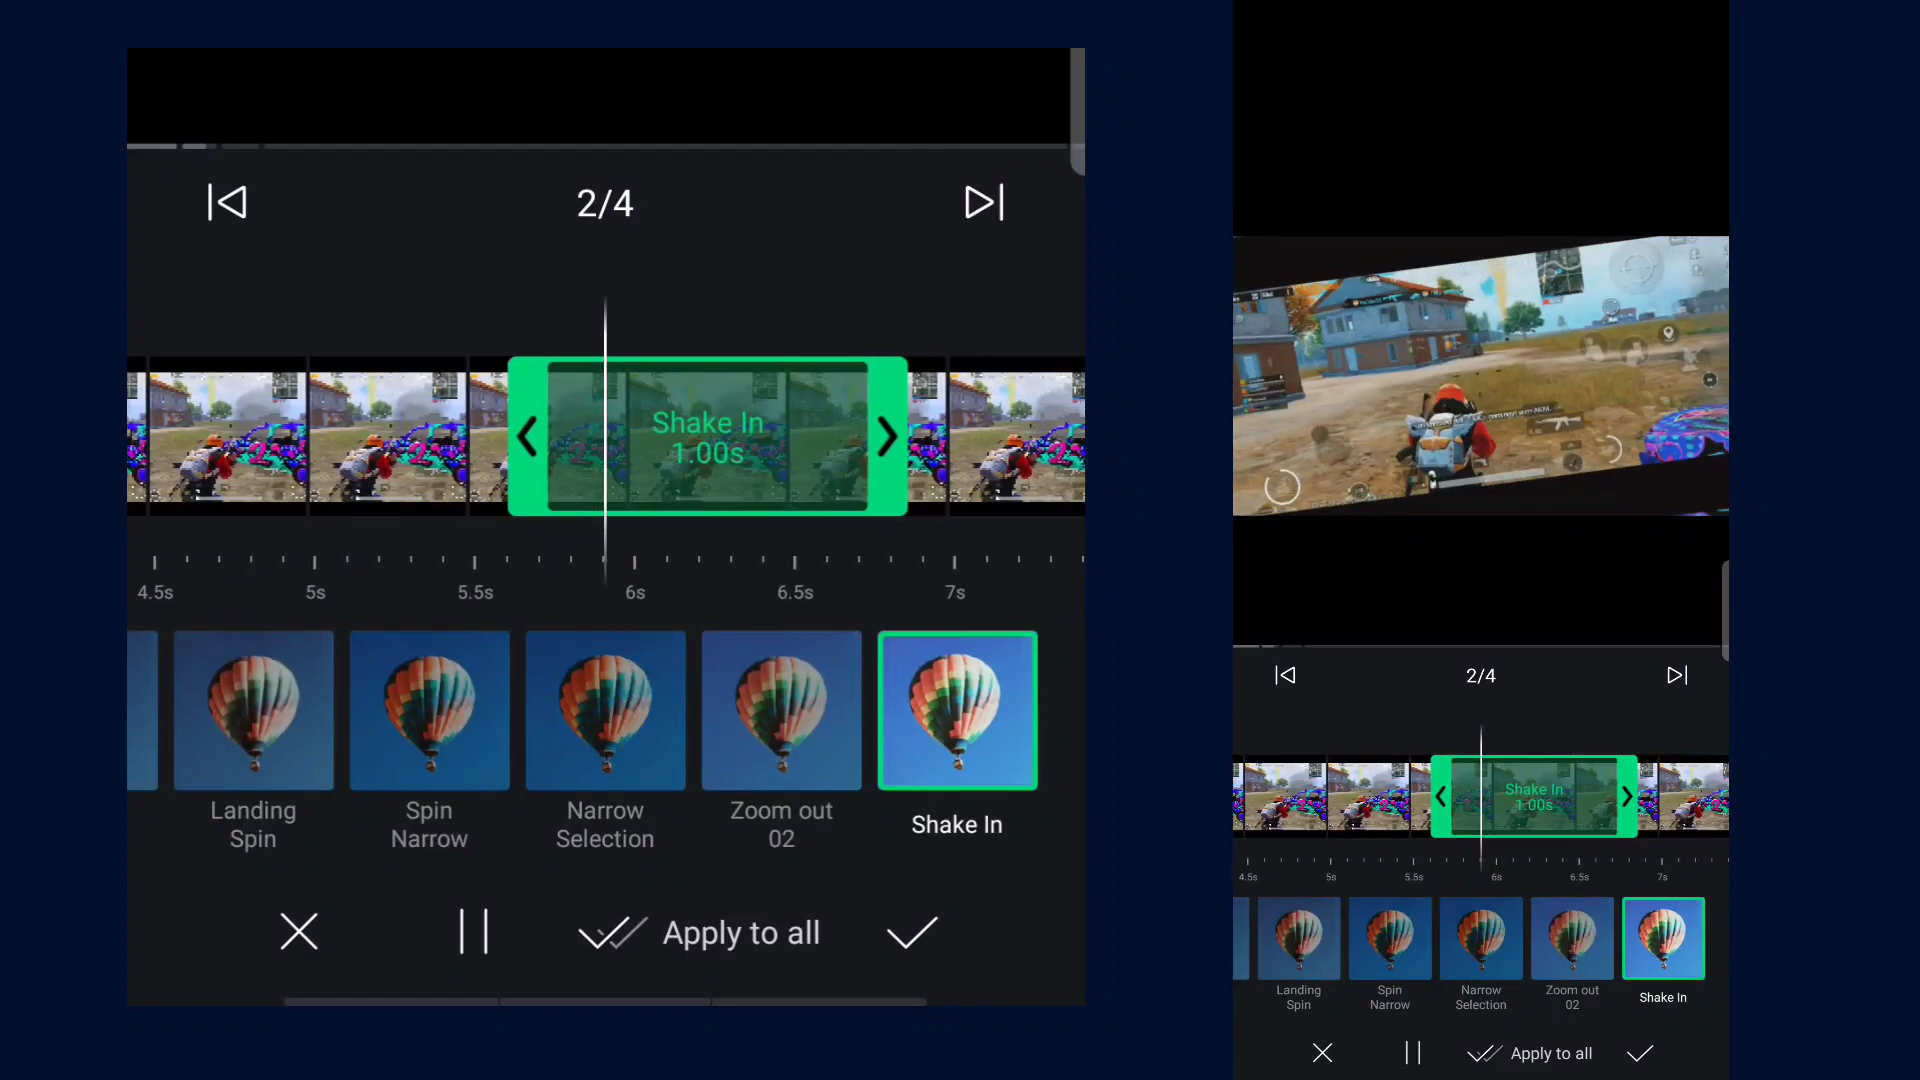 2/4
Shake In
1.00s
4.5s
5s
5.5s
6s
6.5s
7s
Landing
Spin
Spin
Narrow
Narrow
Selection
Zoom out
02
Shake In
Apply to all
2/4
Shake In
1.00s
4.5s
5s
5.5s
6s
6.5s
7s
Landing
Spin
Spin
Narrow
Narrow
Selection
Zoom out
02
Shake In
Apply to all